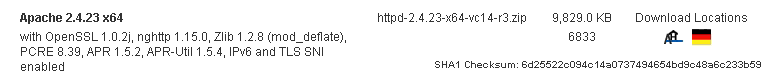 Apache 2.4.23 x64 httpd-2.4.23-x64-vc14-r3.zip 9,829.0 KB Download Locations
with OpenSSL 1.0.2j, nghttp 1.15.0, Zlib 1.2.8 (mod_deflate), 6833
PCRE 8.39, APR 1.5.2, APR-Util 1.5.4, IPv6 and TLS SNI
enabled
SHA1 Checksum: 6d25522c094c14a0737494654bd9c48a6c233b59